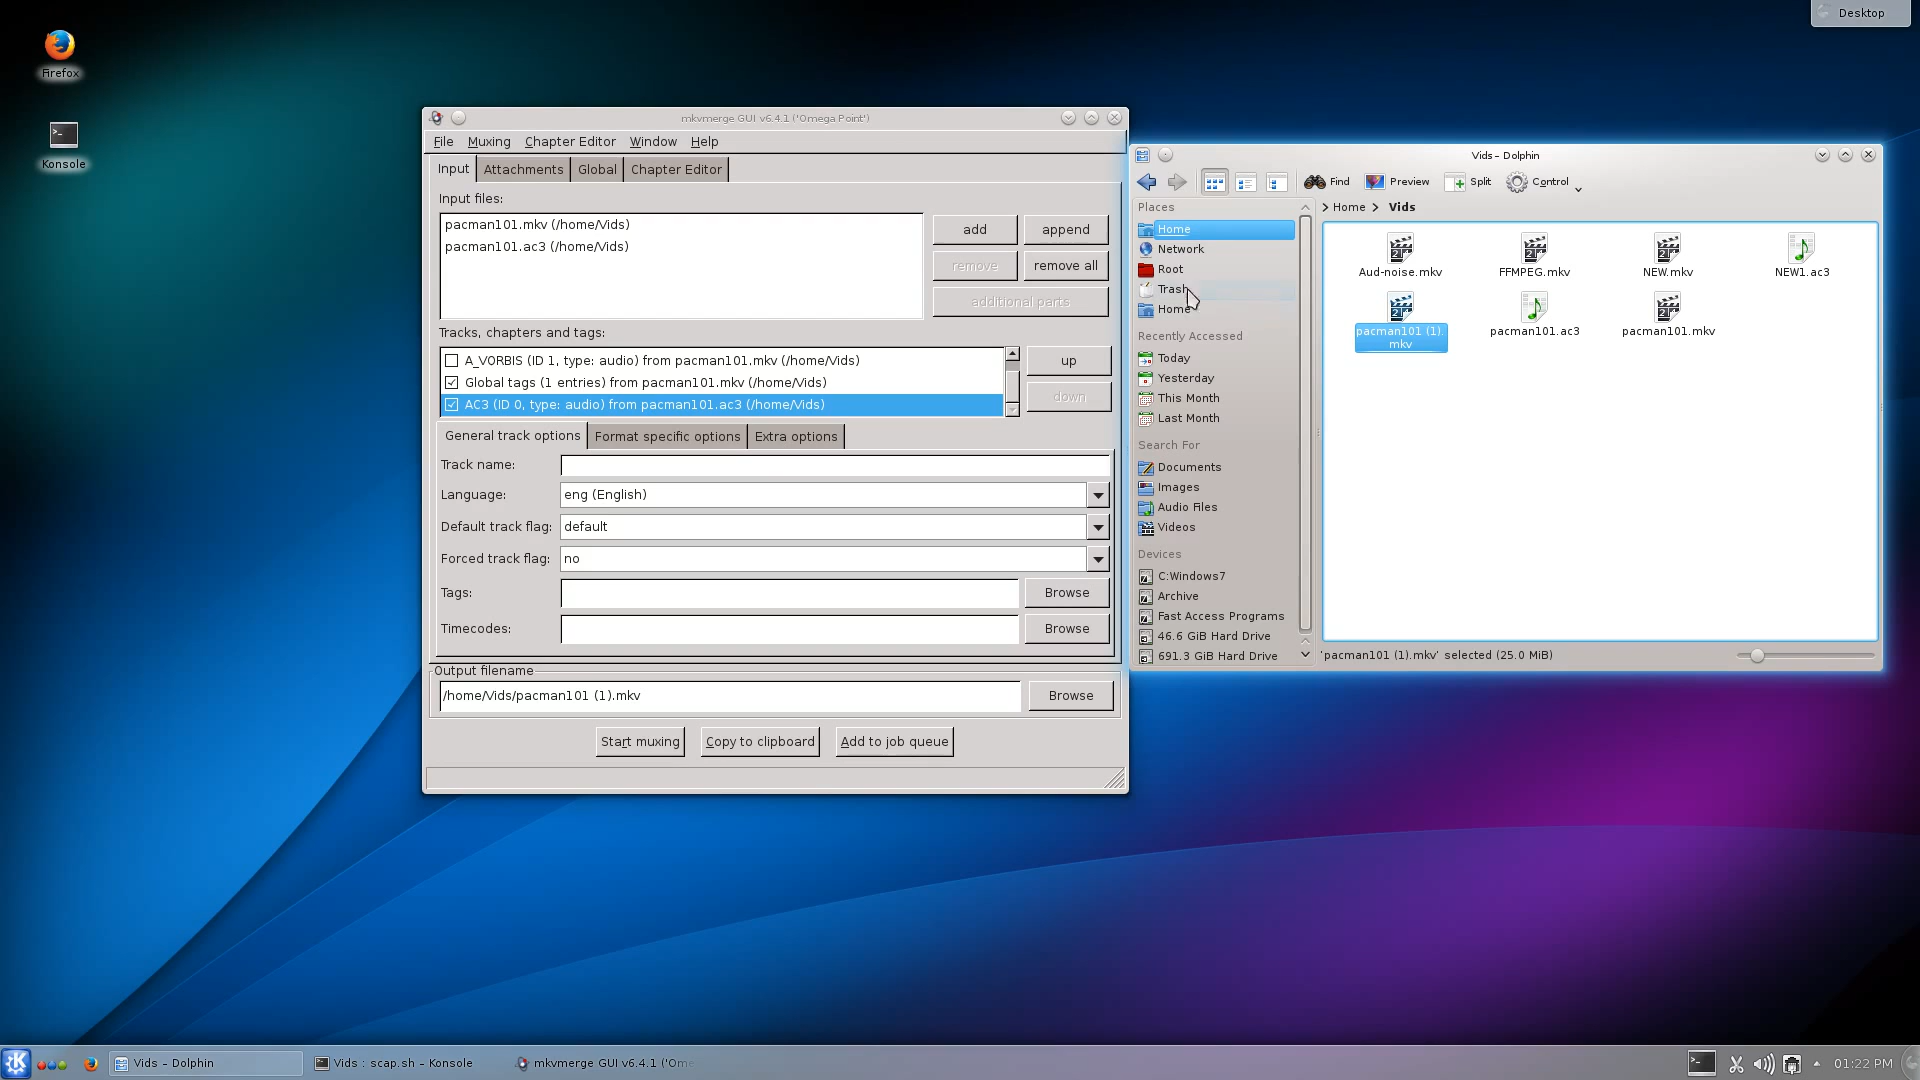 Desktop
Firefox
Konsole
mkvmerge GUI v6.4.1 ('Omega Point')
File Muxing Chapter Editor Window Help
Input Attachments Global Chapter Editor
Input files:
pacman101.mkv (/home/Vids)
pacman101.ac3 (/home/Vids)
add append
remove remove all
additional parts
Tracks, chapters and tags:
A_VORBIS (ID 1, type: audio) from pacman101.mkv (/home/Vids)
Global tags (1 entries) from pacman101.mkv (/home/Vids)
AC3 (ID 0, type: audio) from pacman101.ac3 (/home/Vids)
up
down
General track options Format specific options Extra options
Track name:
Language: eng (English)
Default track flag: default
Forced track flag: no
Tags: Browse
Timecodes: Browse
Output filename
/home/Vids/pacman101 (1).mkv Browse
Start muxing Copy to clipboard Add to job queue
Vids – Dolphin
Find Preview Split Control
Places
Home
Network
Root
Trash
Home
Recently Accessed
Today
Yesterday
This Month
Last Month
Search For
Documents
Images
Audio Files
Videos
Devices
C:Windows7
Archive
Fast Access Programs
46.6 GiB Hard Drive
691.3 GiB Hard Drive
> Home > Vids
Aud-noise.mkv FFMPEG.mkv NEW.mkv NEW1.ac3
pacman101 (1).
mkv
pacman101.ac3 pacman101.mkv
'pacman101 (1).mkv' selected (25.0 MiB)
Vids – Dolphin Vids : scap.sh – Konsole mkvmerge GUI v6.4.1 ('Ome 01:22 PM